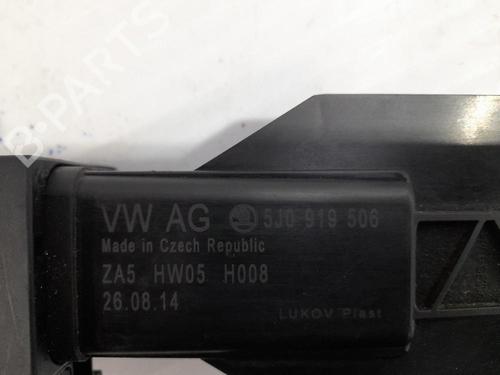 B-PARTS
VW AG 5J0 919 506
Made in Czech Republic
ZA5 HW05 H008
26.08.14
LUKOV Plast